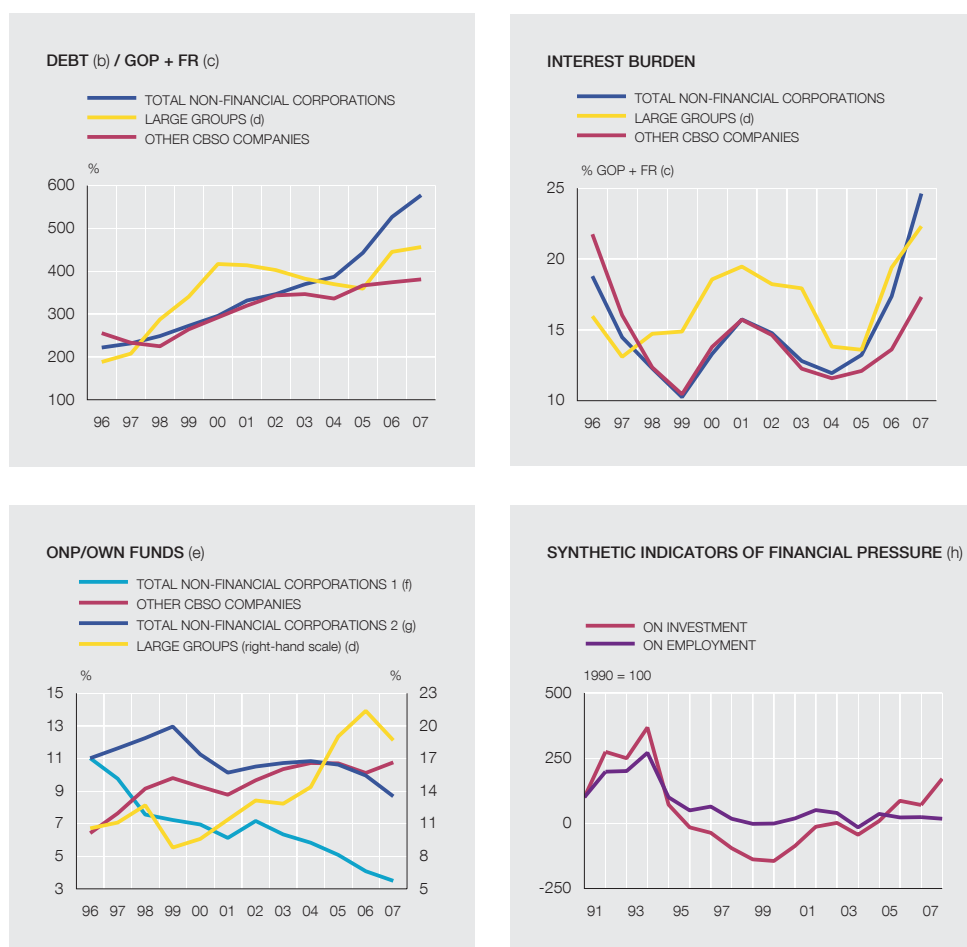 DEBT (b) / GOP + FR (c)
TOTAL NON-FINANCIAL CORPORATIONS
LARGE GROUPS (d)
OTHER CBSO COMPANIES
%
600
500
400
300
200
100
96 97 98 99 00 01 02 03 04 05 06 07
INTEREST BURDEN
TOTAL NON-FINANCIAL CORPORATIONS
LARGE GROUPS (d)
OTHER CBSO COMPANIES
% GOP + FR (c)
25
20
15
10
96 97 98 99 00 01 02 03 04 05 06 07
ONP/OWN FUNDS (e)
TOTAL NON-FINANCIAL CORPORATIONS 1 (f)
OTHER CBSO COMPANIES
TOTAL NON-FINANCIAL CORPORATIONS 2 (g)
LARGE GROUPS (right-hand scale) (d)
% %
15 23
13 20
11 17
9 14
7 11
5 8
3 5
96 97 98 99 00 01 02 03 04 05 06 07
SYNTHETIC INDICATORS OF FINANCIAL PRESSURE (h)
ON INVESTMENT
ON EMPLOYMENT
1990 = 100
500
250
0
-250
91 93 95 97 99 01 03 05 07